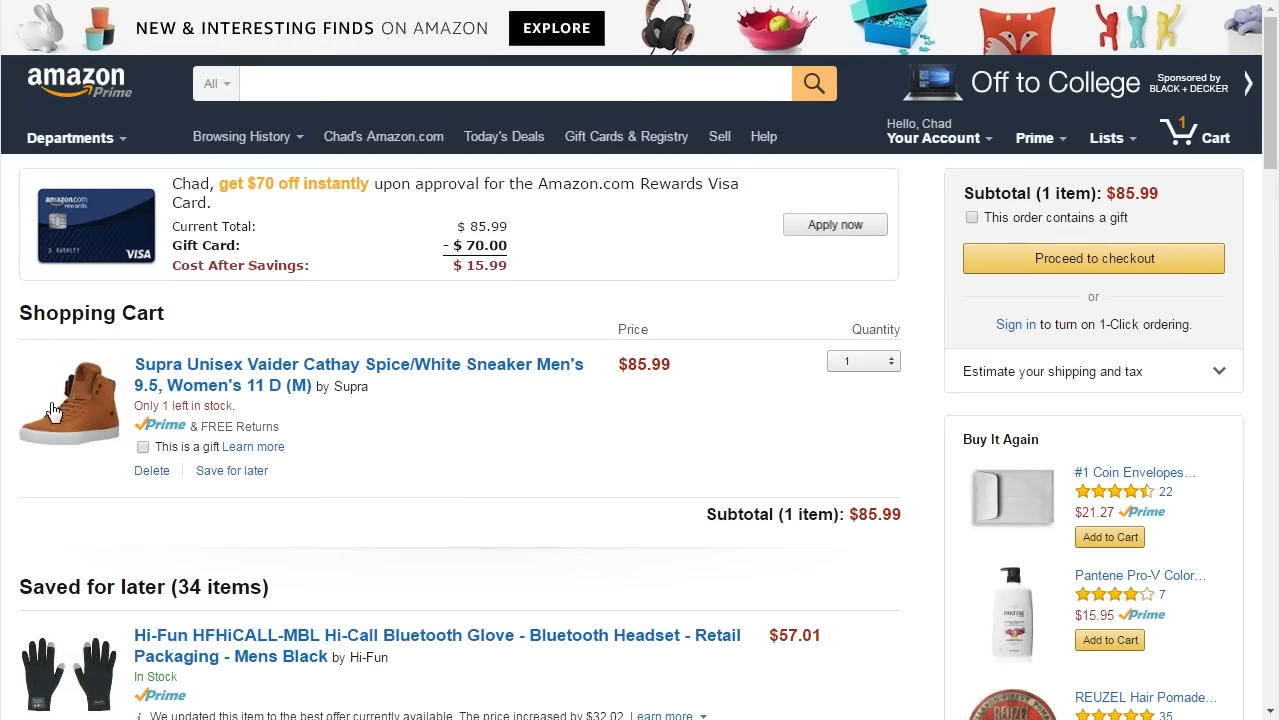 NEW & INTERESTING FINDS ON AMAZON EXPLORE
amazon Prime
All
Off to College
Sponsored by
BLACK + DECKER
Departments
Browsing History
Chad's Amazon.com
Today's Deals
Gift Cards & Registry
Sell
Help
Hello, Chad
Your Account
Prime
Lists
1
Cart
amazon.com
rewards
VISA
Chad, get $70 off instantly upon approval for the Amazon.com Rewards Visa
Card.
Current Total: $ 85.99
Gift Card: - $ 70.00
Cost After Savings: $ 15.99
Apply now
Subtotal (1 item): $85.99
This order contains a gift
Proceed to checkout
or
Sign in to turn on 1-Click ordering.
Estimate your shipping and tax
Shopping Cart
Price
Quantity
Supra Unisex Vaider Cathay Spice/White Sneaker Men's
9.5, Women's 11 D (M) by Supra
$85.99
1
Only 1 left in stock.
Prime & FREE Returns
This is a gift Learn more
Delete
Save for later
Subtotal (1 item): $85.99
Saved for later (34 items)
Hi-Fun HFHiCALL-MBL Hi-Call Bluetooth Glove - Bluetooth Headset - Retail
Packaging - Mens Black by Hi-Fun
$57.01
In Stock
Prime
We updated this item to the best offer currently available. The price increased by $32.02. Learn more
Buy It Again
#1 Coin Envelopes...
22
$21.27 Prime
Add to Cart
PANTENE
Pantene Pro-V Color...
7
$15.95 Prime
Add to Cart
REUZEL Hair Pomade...
35